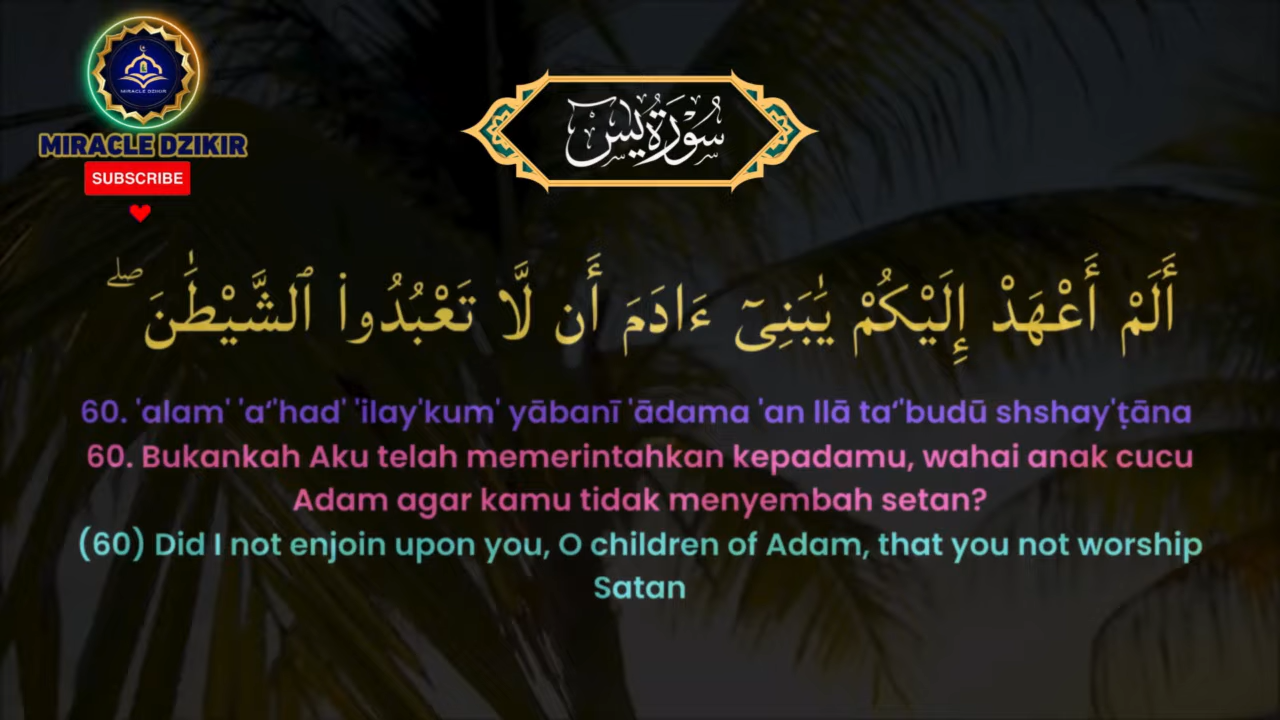 MIRACLE DZIKIR
MIRACLE DZIKIR
SUBSCRIBE
سُوْرَةُ يٰسٓ
أَلَمْ أَعْهَدْ إِلَيْكُمْ يَٰبَنِىٓ ءَادَمَ أَن لَّا تَعْبُدُوا۟ ٱلشَّيْطَٰنَ ۖ
60. 'alam' 'a‘'had' 'ilay'kum' yābanī 'ādama 'an llā ta‘'budū shshay'ṭāna
60. Bukankah Aku telah memerintahkan kepadamu, wahai anak cucu
Adam agar kamu tidak menyembah setan?
(60) Did I not enjoin upon you, O children of Adam, that you not worship
Satan